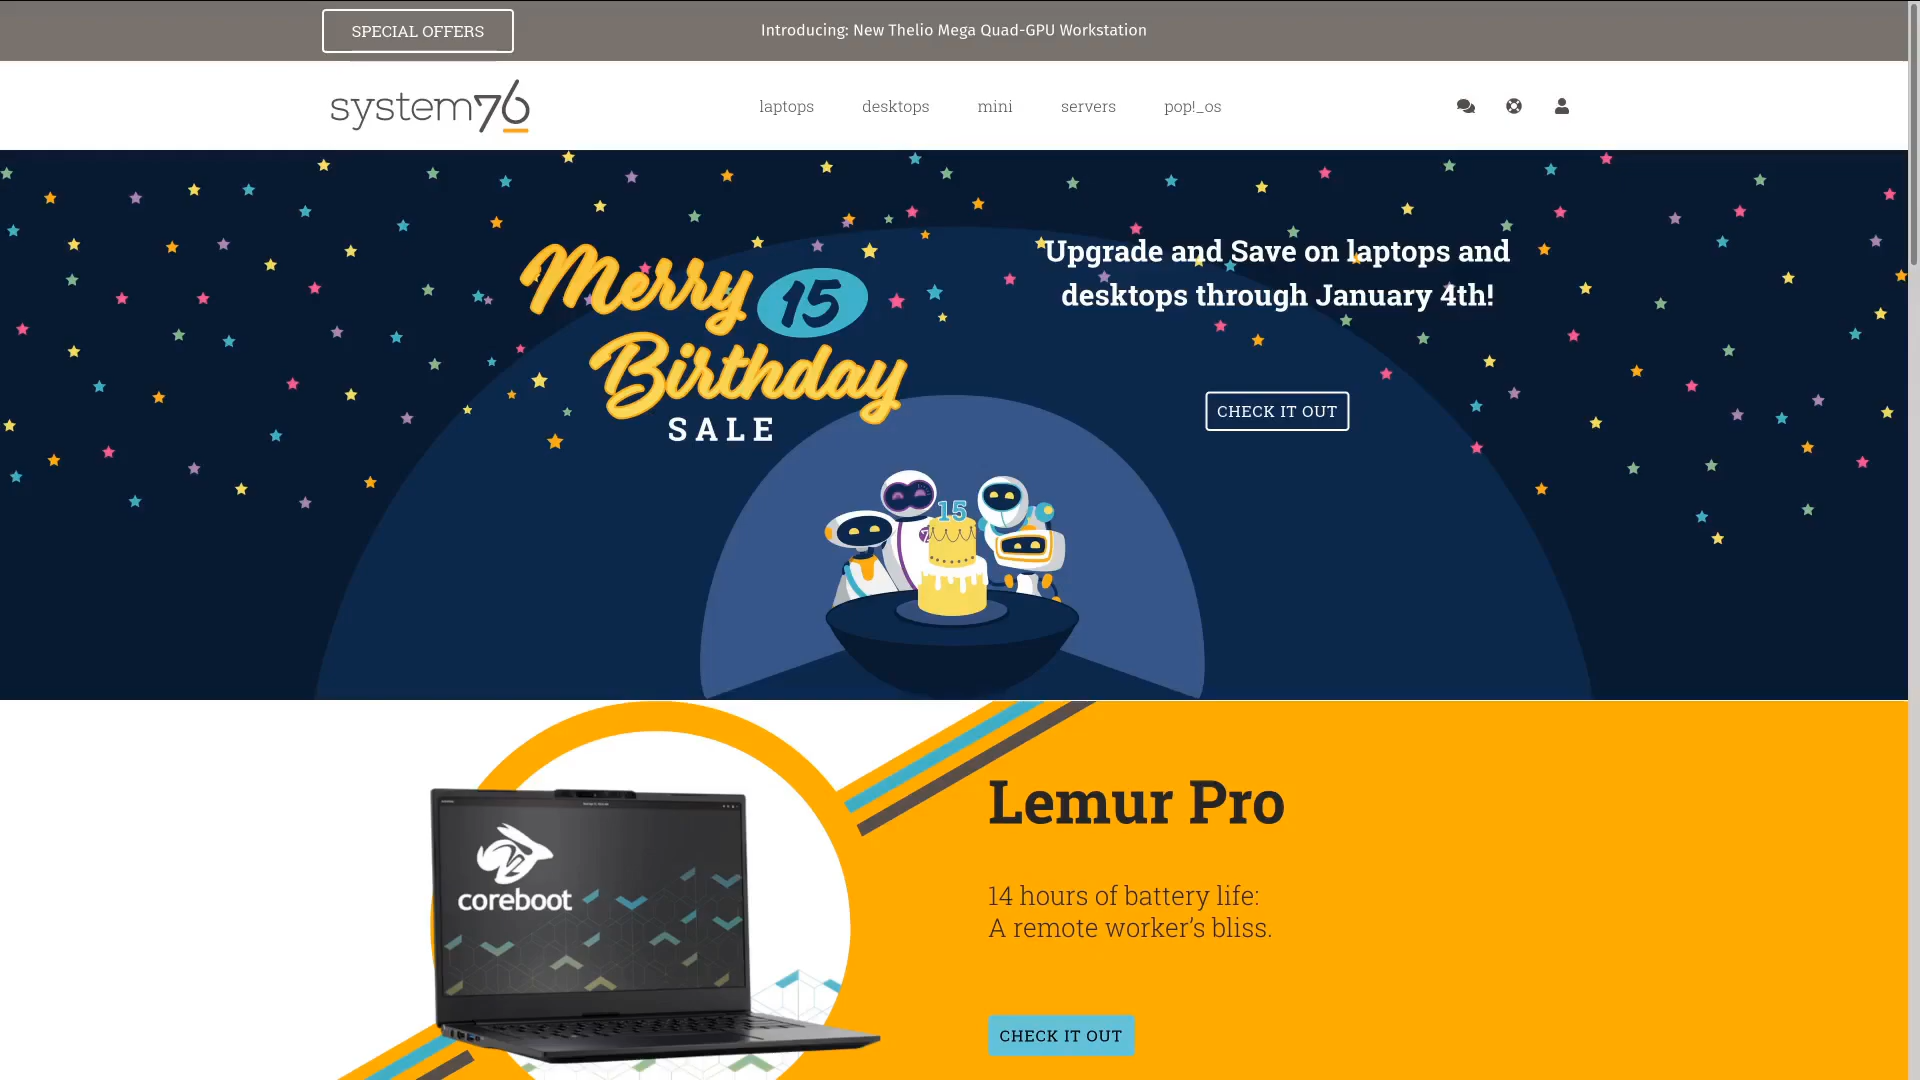 SPECIAL OFFERS
Introducing: New Thelio Mega Quad-GPU Workstation
system76
laptops
desktops
mini
servers
pop!_os
Merry 15
Birthday
SALE
Upgrade and Save on laptops and
desktops through January 4th!
CHECK IT OUT
15
coreboot
Lemur Pro
14 hours of battery life:
A remote worker’s bliss.
CHECK IT OUT